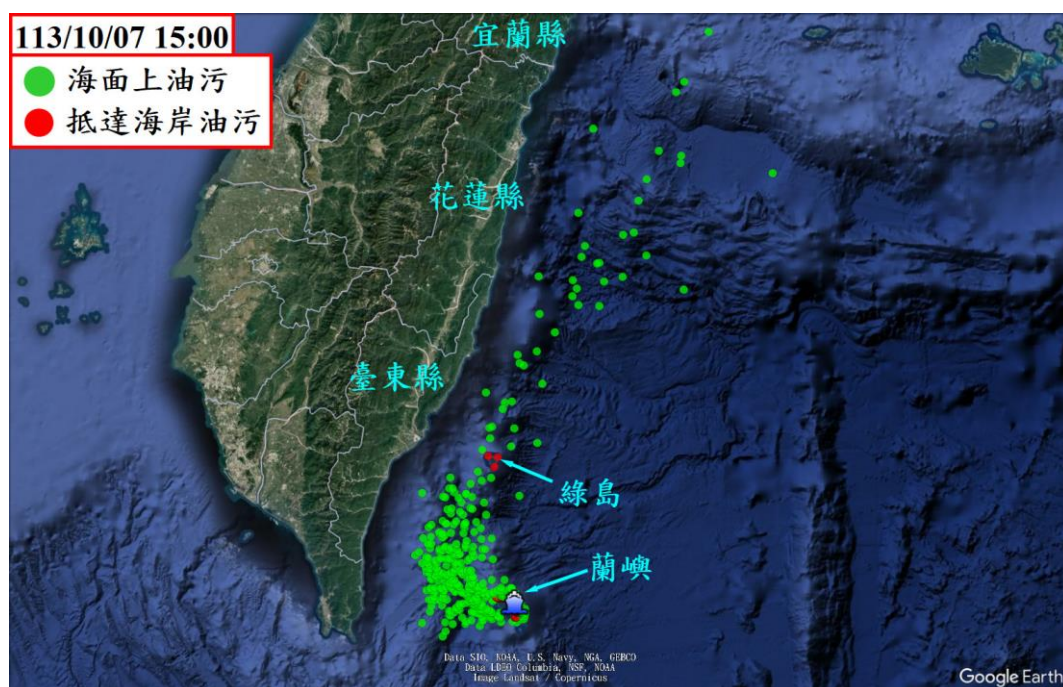 113/10/07 15:00
海面上油污
抵達海岸油污
宜蘭縣
花蓮縣
臺東縣
綠島
蘭嶼
Data SIO, NOAA, U.S. Navy, NGA, GEBCO
Data LDEO Columbia, NSF, NOAA
Image Landsat / Copernicus
Google Earth